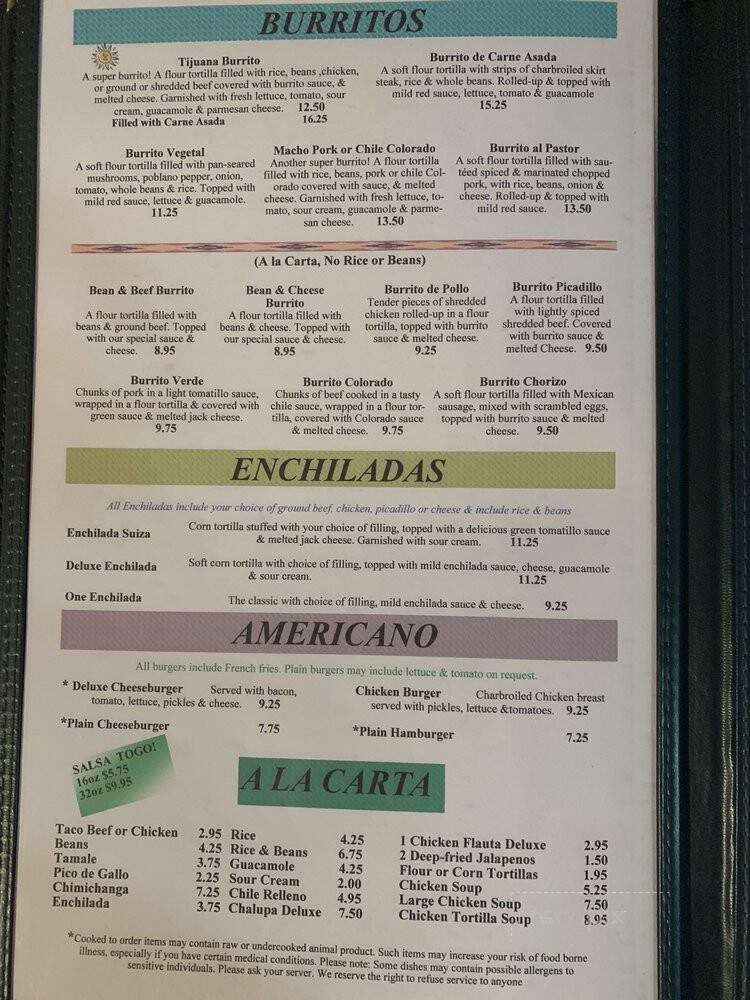 BURRITOS
Tijuana Burrito
A super burrito! A flour tortilla filled with rice, beans ,chicken,
or ground or shredded beef covered with burrito sauce, &
melted cheese. Garnished with fresh lettuce, tomato, sour
cream, guacamole & parmesan cheese. 12.50
Filled with Carne Asada 16.25
Burrito de Carne Asada
A soft flour tortilla with strips of charbroiled skirt
steak, rice & whole beans. Rolled-up & topped with
mild red sauce, lettuce, tomato & guacamole
15.25
Burrito Vegetal
A soft flour tortilla filled with pan-seared
mushrooms, poblano pepper, onion,
tomato, whole beans & rice. Topped with
mild red sauce, lettuce & guacamole.
11.25
Macho Pork or Chile Colorado
Another super burrito! A flour tortilla
filled with rice, beans, pork or chile Col-
orado covered with sauce, & melted
cheese. Garnished with fresh lettuce, to-
mato, sour cream, guacamole & parme-
san cheese. 13.50
Burrito al Pastor
A soft flour tortilla filled with sau-
téed spiced & marinated chopped
pork, with rice, beans, onion &
cheese. Rolled-up & topped with
mild red sauce. 13.50
(A la Carta, No Rice or Beans)
Bean & Beef Burrito
A flour tortilla filled with
beans & ground beef. Topped
with our special sauce &
cheese. 8.95
Bean & Cheese
Burrito
A flour tortilla filled with
beans & cheese. Topped with
our special sauce & cheese.
8.95
Burrito de Pollo
Tender pieces of shredded
chicken rolled-up in a flour
tortilla, topped with burrito
sauce & melted cheese.
9.25
Burrito Picadillo
A flour tortilla filled
with lightly spiced
shredded beef. Covered
with burrito sauce &
melted Cheese. 9.50
Burrito Verde
Chunks of pork in a light tomatillo sauce,
wrapped in a flour tortilla & covered with
green sauce & melted jack cheese.
9.75
Burrito Colorado
Chunks of beef cooked in a tasty
chile sauce, wrapped in a flour tor-
tilla, covered with Colorado sauce
& melted cheese. 9.75
Burrito Chorizo
A soft flour tortilla filled with Mexican
sausage, mixed with scrambled eggs,
topped with burrito sauce & melted
cheese. 9.50
ENCHILADAS
All Enchiladas include your choice of ground beef, chicken, picadillo or cheese & include rice & beans
Enchilada Suiza Corn tortilla stuffed with your choice of filling, topped with a delicious green tomatillo sauce
& melted jack cheese. Garnished with sour cream. 11.25
Deluxe Enchilada Soft corn tortilla with choice of filling, topped with mild enchilada sauce, cheese, guacamole
& sour cream. 11.25
One Enchilada The classic with choice of filling, mild enchilada sauce & cheese. 9.25
AMERICANO
All burgers include French fries. Plain burgers may include lettuce & tomato on request.
* Deluxe Cheeseburger Served with bacon,
tomato, lettuce, pickles & cheese. 9.25
Chicken Burger Charbroiled Chicken breast
served with pickles, lettuce &tomatoes. 9.25
*Plain Cheeseburger 7.75
*Plain Hamburger 7.25
SALSA TOGO!
16oz $5.75
32oz $9.95
A LA CARTA
Taco Beef or Chicken 2.95
Beans 4.25
Tamale 3.75
Pico de Gallo 2.25
Chimichanga 7.25
Enchilada 3.75
Rice 4.25
Rice & Beans 6.75
Guacamole 4.25
Sour Cream 2.00
Chile Relleno 4.95
Chalupa Deluxe 7.50
1 Chicken Flauta Deluxe 2.95
2 Deep-fried Jalapenos 1.50
Flour or Corn Tortillas 1.95
Chicken Soup 5.25
Large Chicken Soup 7.50
Chicken Tortilla Soup 8.95
*Cooked to order items may contain raw or undercooked animal product. Such items may increase your risk of food borne
illness, especially if you have certain medical conditions. Please note: Some dishes may contain possible allergens to
sensitive individuals. Please ask your server. We reserve the right to refuse service to anyone